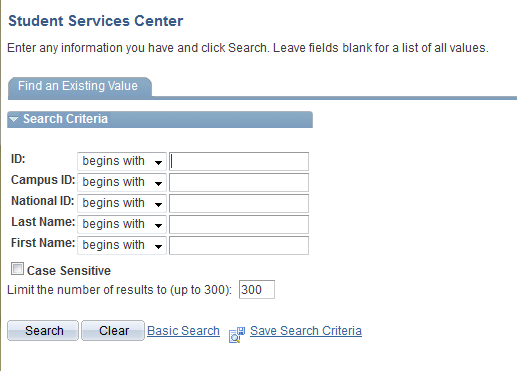 Student Services Center
Enter any information you have and click Search. Leave fields blank for a list of all values.
Find an Existing Value
Search Criteria
ID: begins with
Campus ID: begins with
National ID: begins with
Last Name: begins with
First Name: begins with
Case Sensitive
Limit the number of results to (up to 300): 300
Search Clear Basic Search Save Search Criteria